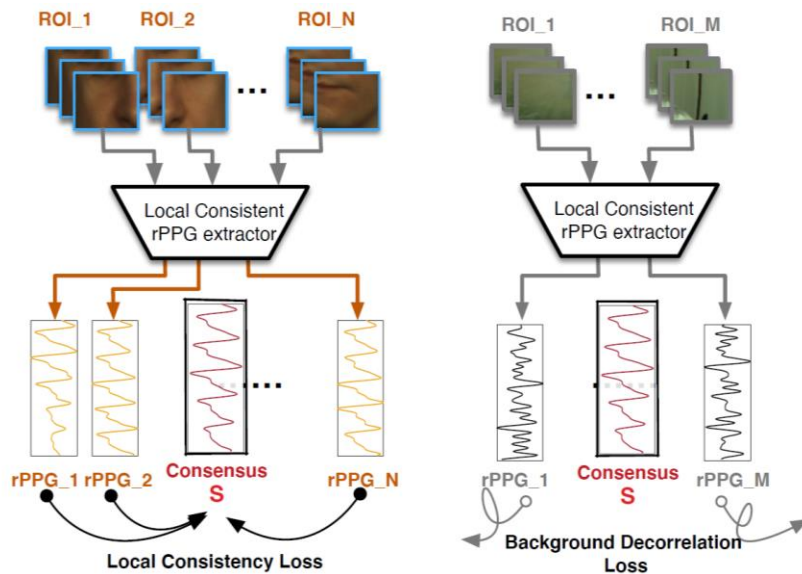 ROI_1 ROI_2 ROI_N
Local Consistent
rPPG extractor
rPPG_1 rPPG_2 Consensus S rPPG_N
Local Consistency Loss
ROI_1 ROI_M
Local Consistent
rPPG extractor
rPPG_1 Consensus S rPPG_M
Background Decorrelation
Loss